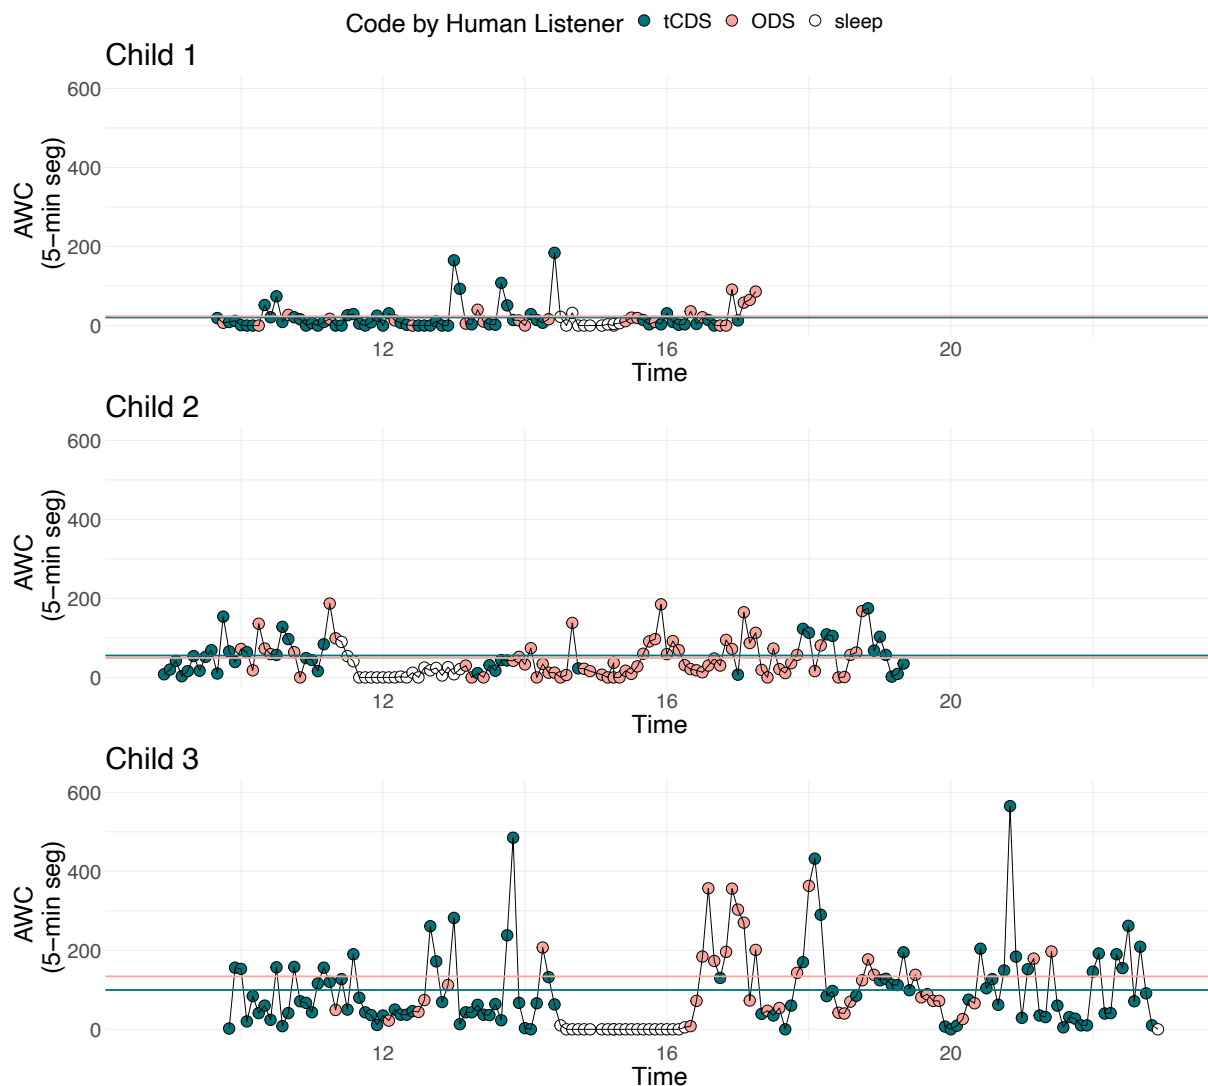 Code by Human Listener tCDS ODS sleep
Child 1
AWC
(5−min seg)
600
400
200
0
12 16 20
Time
Child 2
AWC
(5−min seg)
600
400
200
0
12 16 20
Time
Child 3
AWC
(5−min seg)
600
400
200
0
12 16 20
Time